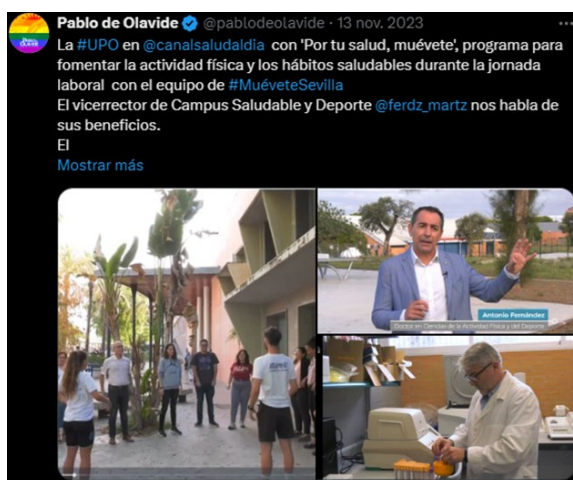 Pablo de Olavide @pablodeolavide · 13 nov. 2023
La #UPO en @canalsaludaldia con 'Por tu salud, muévete', programa para
fomentar la actividad física y los hábitos saludables durante la jornada
laboral con el equipo de #MuéveteSevilla
El vicerrector de Campus Saludable y Deporte @ferdz_martz nos habla de
sus beneficios.
El
Mostrar más
Antonio Fernández
Doctor en Ciencias de la Actividad Física y del Deporte